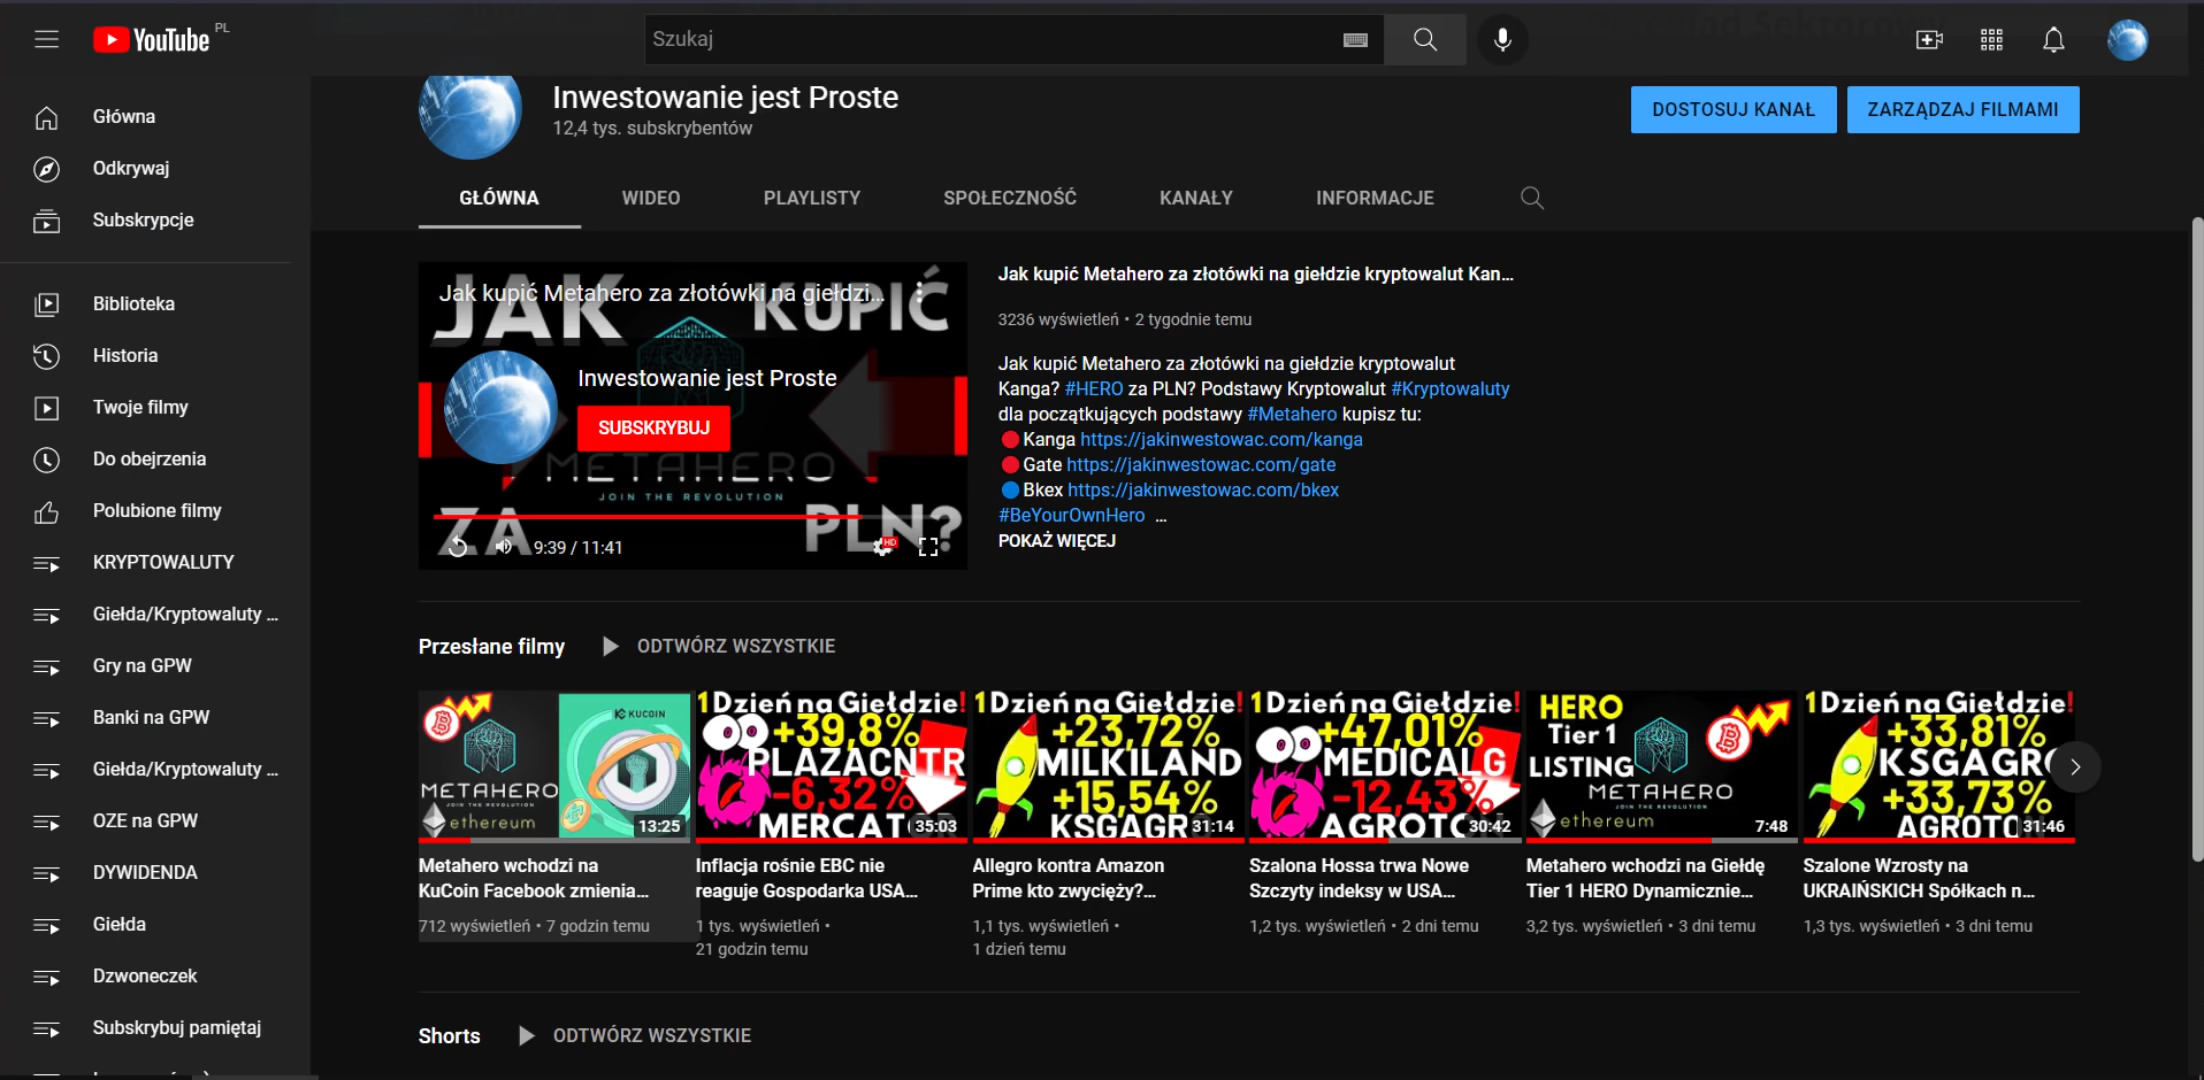 YouTube PL
Szukaj
Główna
Odkrywaj
Subskrypcje
Biblioteka
Historia
Twoje filmy
Do obejrzenia
Polubione filmy
KRYPTOWALUTY
Giełda/Kryptowaluty ...
Gry na GPW
Banki na GPW
Giełda/Kryptowaluty ...
OZE na GPW
DYWIDENDA
Giełda
Dzwoneczek
Subskrybuj pamiętaj
Inwestowanie jest Proste
12,4 tys. subskrybentów
DOSTOSUJ KANAŁ
ZARZĄDZAJ FILMAMI
GŁÓWNA
WIDEO
PLAYLISTY
SPOŁECZNOŚĆ
KANAŁY
INFORMACJE
JAK KUPIĆ
Jak kupić Metahero za złotówki na giełdzi...
Inwestowanie jest Proste
SUBSKRYBUJ
METAHERO
JOIN THE REVOLUTION
ZA PLN?
9:39 / 11:41
HD
Jak kupić Metahero za złotówki na giełdzie kryptowalut Kan...
3236 wyświetleń • 2 tygodnie temu
Jak kupić Metahero za złotówki na giełdzie kryptowalut
Kanga? #HERO za PLN? Podstawy Kryptowalut #Kryptowaluty
dla początkujących podstawy #Metahero kupisz tu:
Kanga https://jakinwestowac.com/kanga
Gate https://jakinwestowac.com/gate
Bkex https://jakinwestowac.com/bkex
#BeYourOwnHero ...
POKAŻ WIĘCEJ
Przesłane filmy
ODTWÓRZ WSZYSTKIE
KUCOIN
METAHERO
JOIN THE REVOLUTION
ethereum
13:25
Metahero wchodzi na
KuCoin Facebook zmienia...
712 wyświetleń • 7 godzin temu
1 Dzień na Giełdzie!
+39,8%
PLAZACNTR
-6,32%
MERCAT
35:03
Inflacja rośnie EBC nie
reaguje Gospodarka USA...
1 tys. wyświetleń •
21 godzin temu
1 Dzień na Giełdzie!
+23,72%
MILKILAND
+15,54%
KSGAGR
31:14
Allegro kontra Amazon
Prime kto zwycięży?...
1,1 tys. wyświetleń •
1 dzień temu
1 Dzień na Giełdzie!
+47,01%
MEDICALG
-12,43%
AGROTO
30:42
Szalona Hossa trwa Nowe
Szczyty indeksy w USA...
1,2 tys. wyświetleń • 2 dni temu
HERO
Tier 1
LISTING
METAHERO
JOIN THE REVOLUTION
ethereum
7:48
Metahero wchodzi na Giełdę
Tier 1 HERO Dynamicznie...
3,2 tys. wyświetleń • 3 dni temu
1 Dzień na Giełdzie!
+33,81%
KSGAGRO
+33,73%
AGROTO
31:46
Szalone Wzrosty na
UKRAIŃSKICH Spółkach n...
1,3 tys. wyświetleń • 3 dni temu
Shorts
ODTWÓRZ WSZYSTKIE